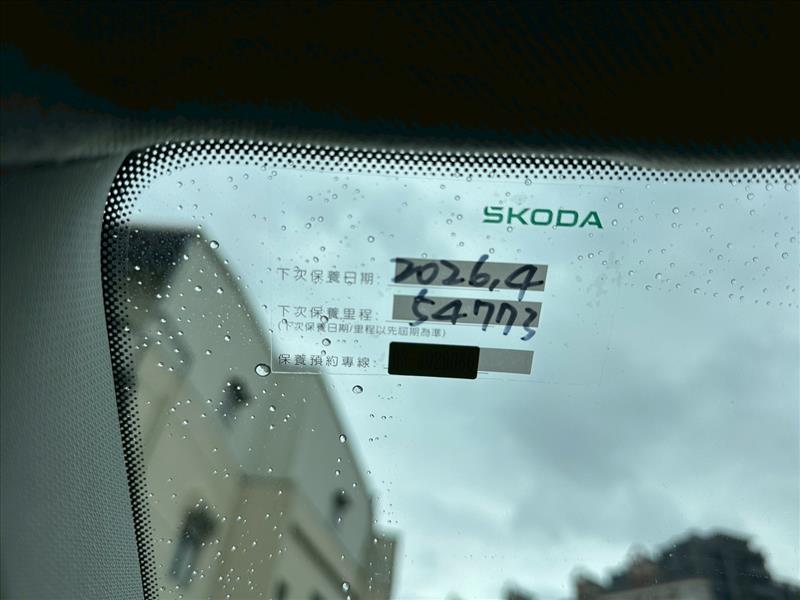 ŠKODA
下次保養日期: 2026.4
下次保養里程: 54773
(下次保養日期/里程以先屆期為準)
保養預約專線: